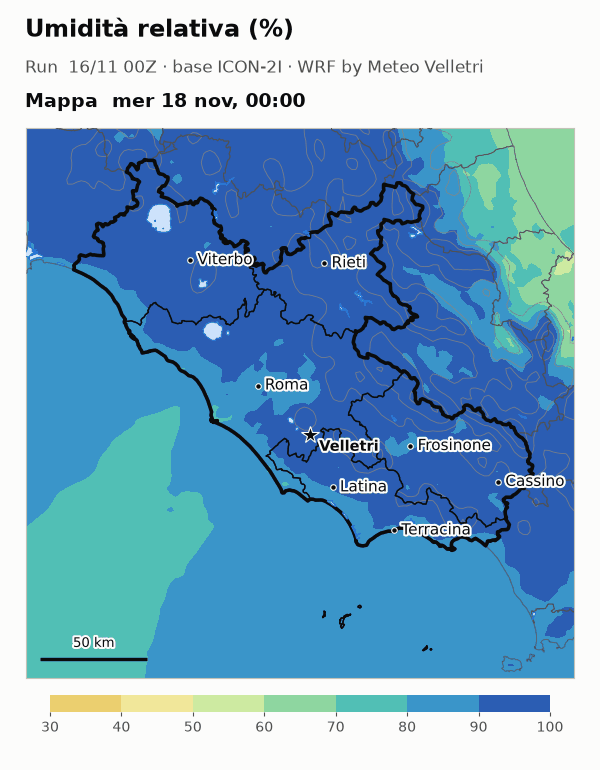 Umidità relativa (%)
Run  16/11 00Z · base ICON-2I · WRF by Meteo Velletri
Mappa  mer 18 nov, 00:00
Viterbo
Rieti
Roma
Velletri
Frosinone
Latina
Cassino
Terracina
50 km
30 40 50 60 70 80 90 100